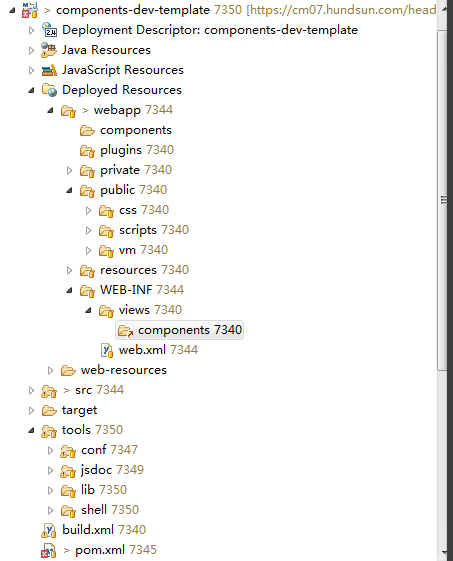 > components-dev-template 7350 [https://cm07.hundsun.com/head
Deployment Descriptor: components-dev-template
Java Resources
JavaScript Resources
Deployed Resources
> webapp 7344
components
plugins 7340
private 7340
public 7340
css 7340
scripts 7340
vm 7340
resources 7340
WEB-INF 7344
views 7340
components 7340
web.xml 7344
web-resources
> src 7344
target
tools 7350
conf 7347
jsdoc 7349
lib 7350
shell 7350
build.xml 7340
> pom.xml 7345